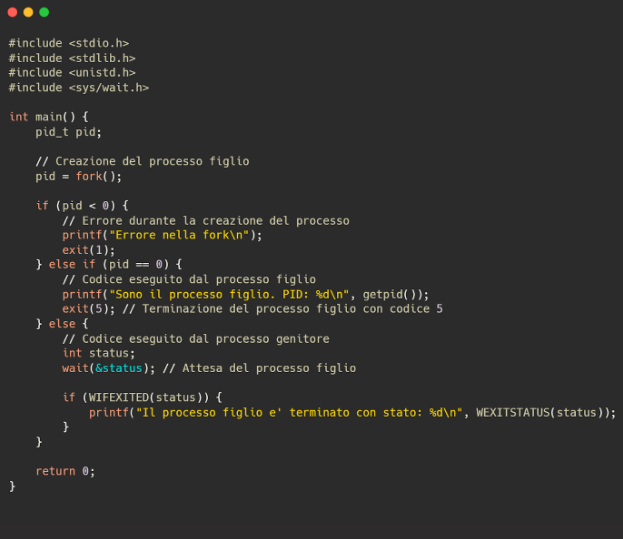 #include <stdio.h>
#include <stdlib.h>
#include <unistd.h>
#include <sys/wait.h>
int main() {
    pid_t pid;
    // Creazione del processo figlio
    pid = fork();
    if (pid < 0) {
        // Errore durante la creazione del processo
        printf("Errore nella fork\n");
        exit(1);
    } else if (pid == 0) {
        // Codice eseguito dal processo figlio
        printf("Sono il processo figlio. PID: %d\n", getpid());
        exit(5); // Terminazione del processo figlio con codice 5
    } else {
        // Codice eseguito dal processo genitore
        int status;
        wait(&status); // Attesa del processo figlio
        if (WIFEXITED(status)) {
            printf("Il processo figlio e' terminato con stato: %d\n", WEXITSTATUS(status));
        }
    }
    return 0;
}